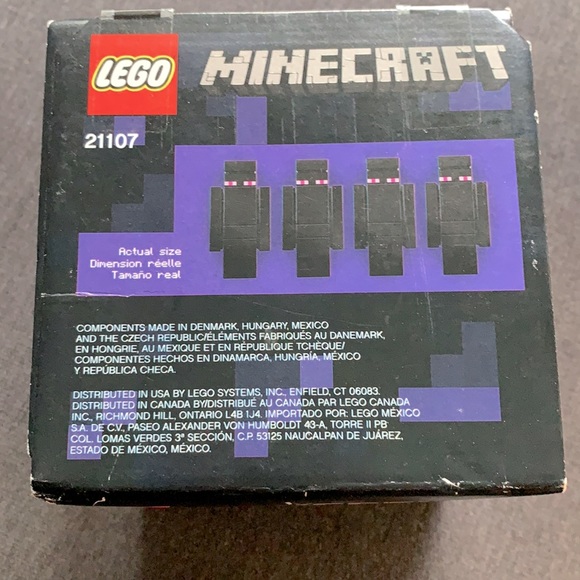 LEGO
MINECRAFT
21107
Actual size
Dimension réelle
Tamaño real
COMPONENTS MADE IN DENMARK, HUNGARY, MEXICO
AND THE CZECH REPUBLIC/ÉLÉMENTS FABRIQUÉS AU DANEMARK,
EN HONGRIE, AU MEXIQUE ET EN RÉPUBLIQUE TCHÈQUE/
COMPONENTES HECHOS EN DINAMARCA, HUNGRÍA, MÉXICO
Y REPÚBLICA CHECA.
DISTRIBUTED IN USA BY LEGO SYSTEMS, INC., ENFIELD, CT 06083.
DISTRIBUTED IN CANADA BY/DISTRIBUÉ AU CANADA PAR LEGO CANADA
INC., RICHMOND HILL, ONTARIO L4B 1J4. IMPORTADO POR: LEGO MÉXICO
S.A. DE C.V., PASEO ALEXANDER VON HUMBOLDT 43-A, TORRE II PB
COL. LOMAS VERDES 3ª SECCIÓN, C.P. 53125 NAUCALPAN DE JUÁREZ,
ESTADO DE MÉXICO, MÉXICO.